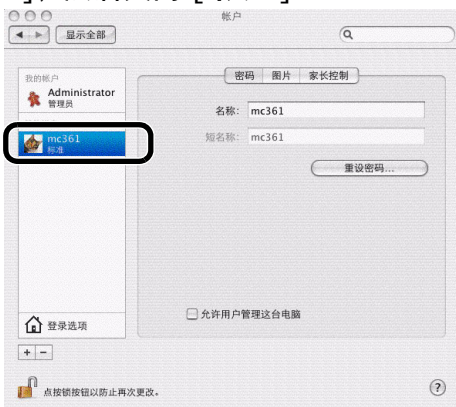 帐户
显示全部
我的帐户
Administrator
管理员
mc361
标准
登录选项
+ −
密码 图片 家长控制
名称: mc361
短名称: mc361
重设密码...
允许用户管理这台电脑
点按锁按钮以防止再次更改。
?